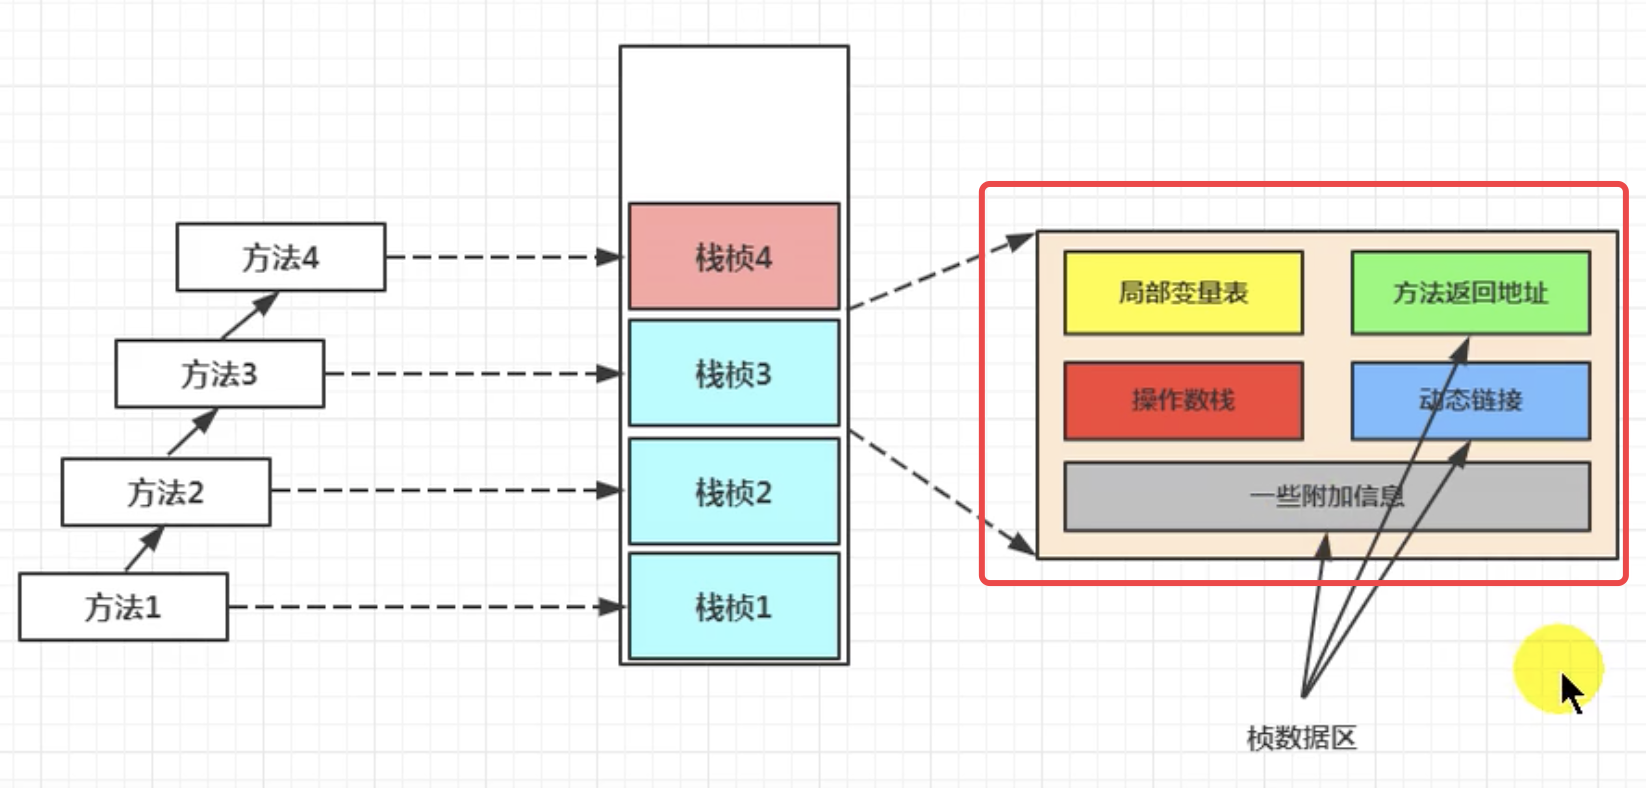 方法4
方法3
方法2
方法1
栈桢4
栈桢3
栈桢2
栈桢1
局部变量表
方法返回地址
操作数栈
动态链接
一些附加信息
桢数据区